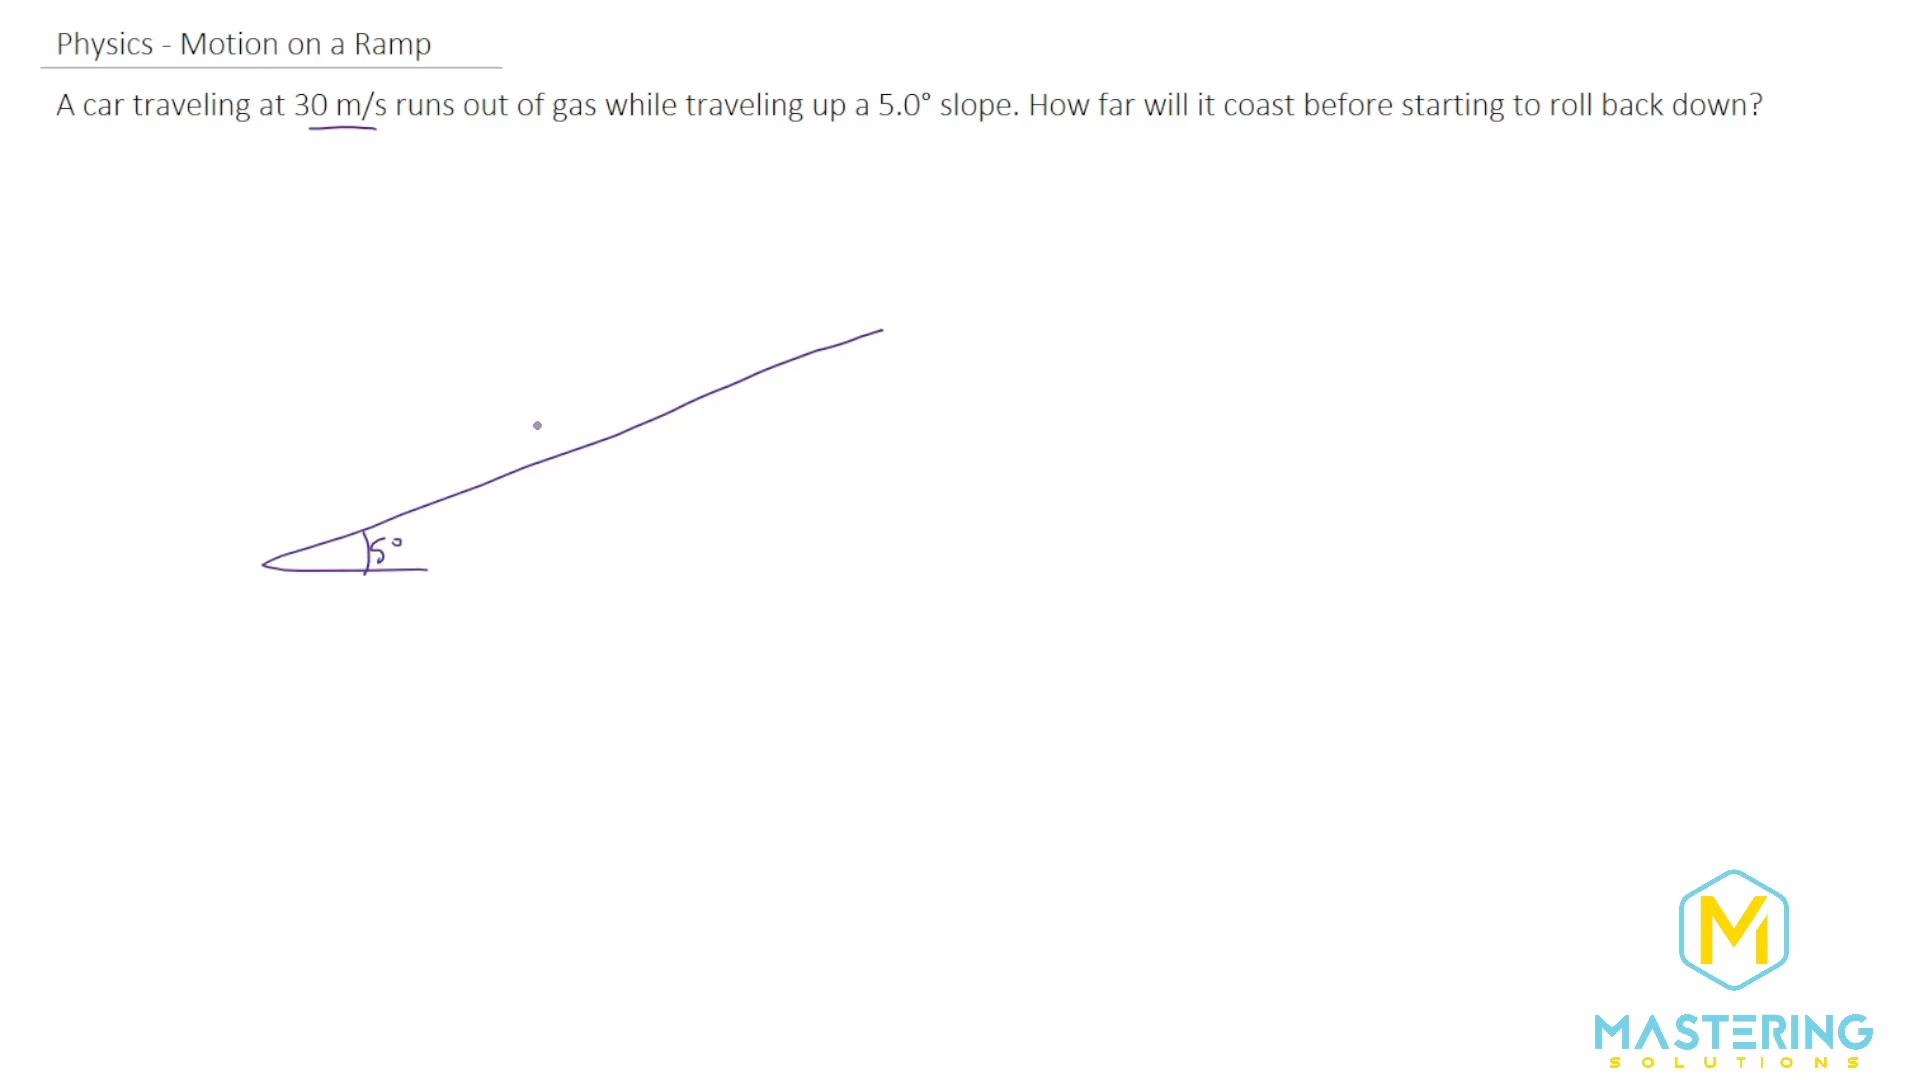 Physics - Motion on a Ramp
A car traveling at 30 m/s runs out of gas while traveling up a 5.0° slope. How far will it coast before starting to roll back down?
5°
MASTERING
SOLUTIONS